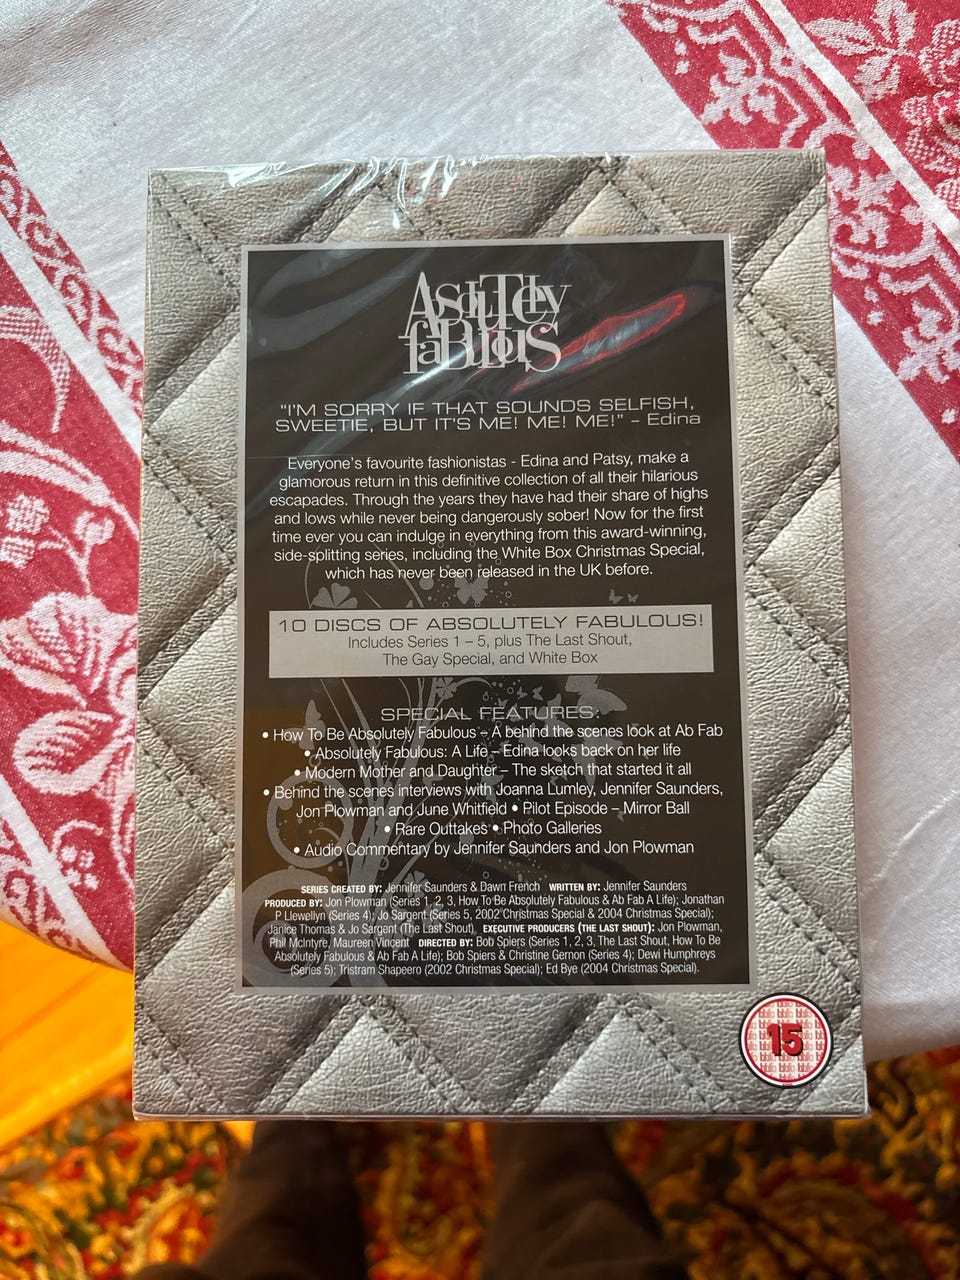 ABSOLUTELY
FABULOUS
"I'M SORRY IF THAT SOUNDS SELFISH,
SWEETIE, BUT IT'S ME! ME! ME!" – Edina
Everyone's favourite fashionistas - Edina and Patsy, make a
glamorous return in this definitive collection of all their hilarious
escapades. Through the years they have had their share of highs
and lows while never being dangerously sober! Now for the first
time ever you can indulge in everything from this award-winning,
side-splitting series, including the White Box Christmas Special,
which has never been released in the UK before.
10 DISCS OF ABSOLUTELY FABULOUS!
Includes Series 1 – 5, plus The Last Shout,
The Gay Special, and White Box
SPECIAL FEATURES:
• How To Be Absolutely Fabulous – A behind the scenes look at Ab Fab
• Absolutely Fabulous: A Life – Edina looks back on her life
• Modern Mother and Daughter – The sketch that started it all
• Behind the scenes interviews with Joanna Lumley, Jennifer Saunders,
Jon Plowman and June Whitfield • Pilot Episode – Mirror Ball
• Rare Outtakes • Photo Galleries
• Audio Commentary by Jennifer Saunders and Jon Plowman
SERIES CREATED BY: Jennifer Saunders & Dawn French WRITTEN BY: Jennifer Saunders
PRODUCED BY: Jon Plowman (Series 1, 2, 3, How To Be Absolutely Fabulous & Ab Fab A Life); Jonathan
P Llewellyn (Series 4); Jo Sargent (Series 5, 2002 Christmas Special & 2004 Christmas Special);
Janice Thomas & Jo Sargent (The Last Shout), EXECUTIVE PRODUCERS (THE LAST SHOUT): Jon Plowman,
Phil McIntyre, Maureen Vincent DIRECTED BY: Bob Spiers (Series 1, 2, 3, The Last Shout, How To Be
Absolutely Fabulous & Ab Fab A Life); Bob Spiers & Christine Gernon (Series 4); Dewi Humphreys
(Series 5); Tristram Shapeero (2002 Christmas Special); Ed Bye (2004 Christmas Special).
15